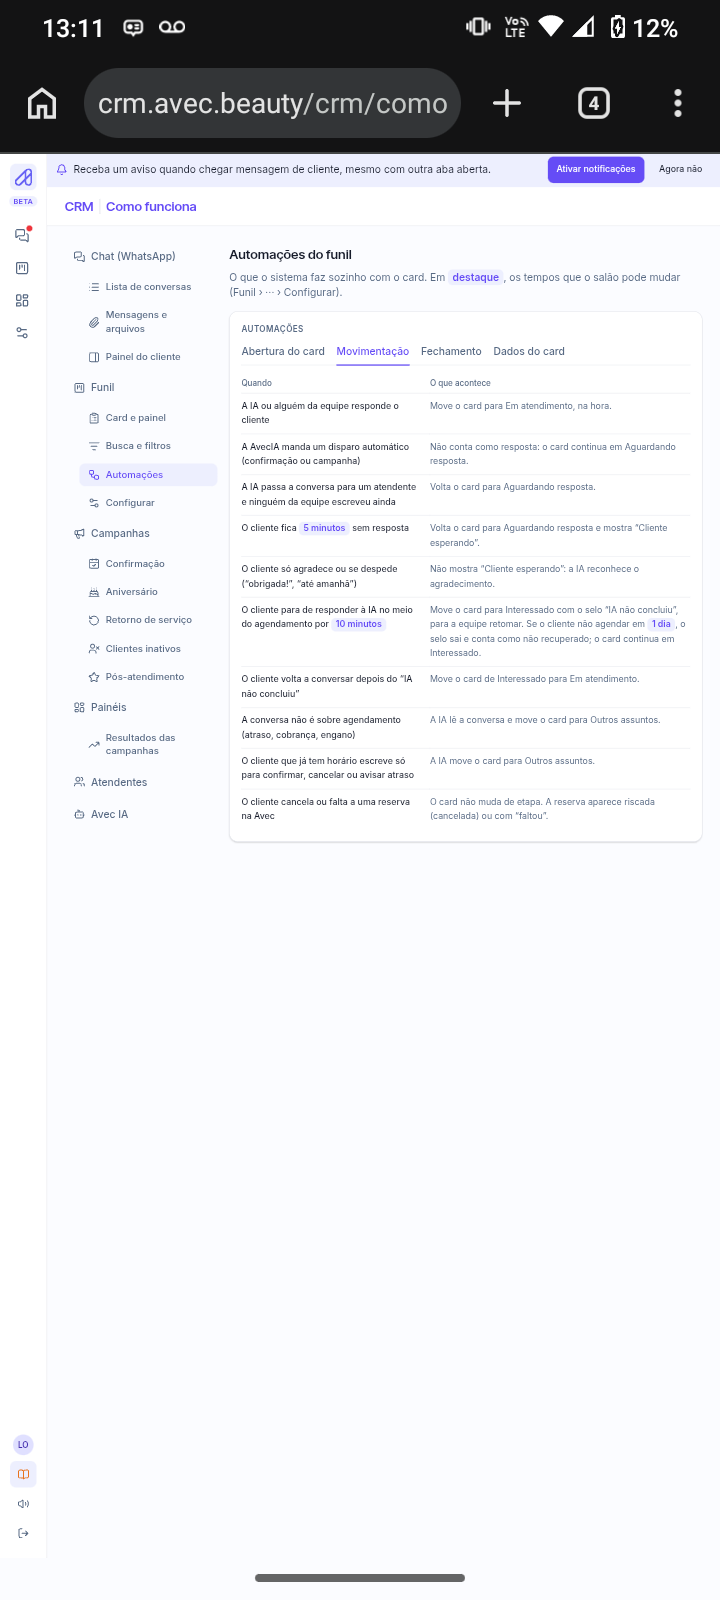 13:11
Vo LTE
12%
crm.avec.beauty/crm/como
4
Receba um aviso quando chegar mensagem de cliente, mesmo com outra aba aberta.
Ativar notificações
Agora não
BETA
CRM
Como funciona
Chat (WhatsApp)
Lista de conversas
Mensagens e
arquivos
Painel do cliente
Funil
Card e painel
Busca e filtros
Automações
Configurar
Campanhas
Confirmação
Aniversário
Retorno de serviço
Clientes inativos
Pós-atendimento
Painéis
Resultados das
campanhas
Atendentes
Avec IA
Automações do funil
O que o sistema faz sozinho com o card. Em destaque, os tempos que o salão pode mudar
(Funil › ··· › Configurar).
AUTOMAÇÕES
Abertura do card
Movimentação
Fechamento
Dados do card
Quando
O que acontece
A IA ou alguém da equipe responde o
cliente
Move o card para Em atendimento, na hora.
A AvecIA manda um disparo automático
(confirmação ou campanha)
Não conta como resposta: o card continua em Aguardando
resposta.
A IA passa a conversa para um atendente
e ninguém da equipe escreveu ainda
Volta o card para Aguardando resposta.
O cliente fica 5 minutos sem resposta
Volta o card para Aguardando resposta e mostra “Cliente
esperando”.
O cliente só agradece ou se despede
(“obrigada!”, “até amanhã”)
Não mostra “Cliente esperando”: a IA reconhece o
agradecimento.
O cliente para de responder à IA no meio
do agendamento por 10 minutos
Move o card para Interessado com o selo “IA não concluiu”,
para a equipe retomar. Se o cliente não agendar em 1 dia, o
selo sai e conta como não recuperado; o card continua em
Interessado.
O cliente volta a conversar depois do “IA
não concluiu”
Move o card de Interessado para Em atendimento.
A conversa não é sobre agendamento
(atraso, cobrança, engano)
A IA lê a conversa e move o card para Outros assuntos.
O cliente que já tem horário escreve só
para confirmar, cancelar ou avisar atraso
A IA move o card para Outros assuntos.
O cliente cancela ou falta a uma reserva
na Avec
O card não muda de etapa. A reserva aparece riscada
(cancelada) ou com “faltou”.
LO